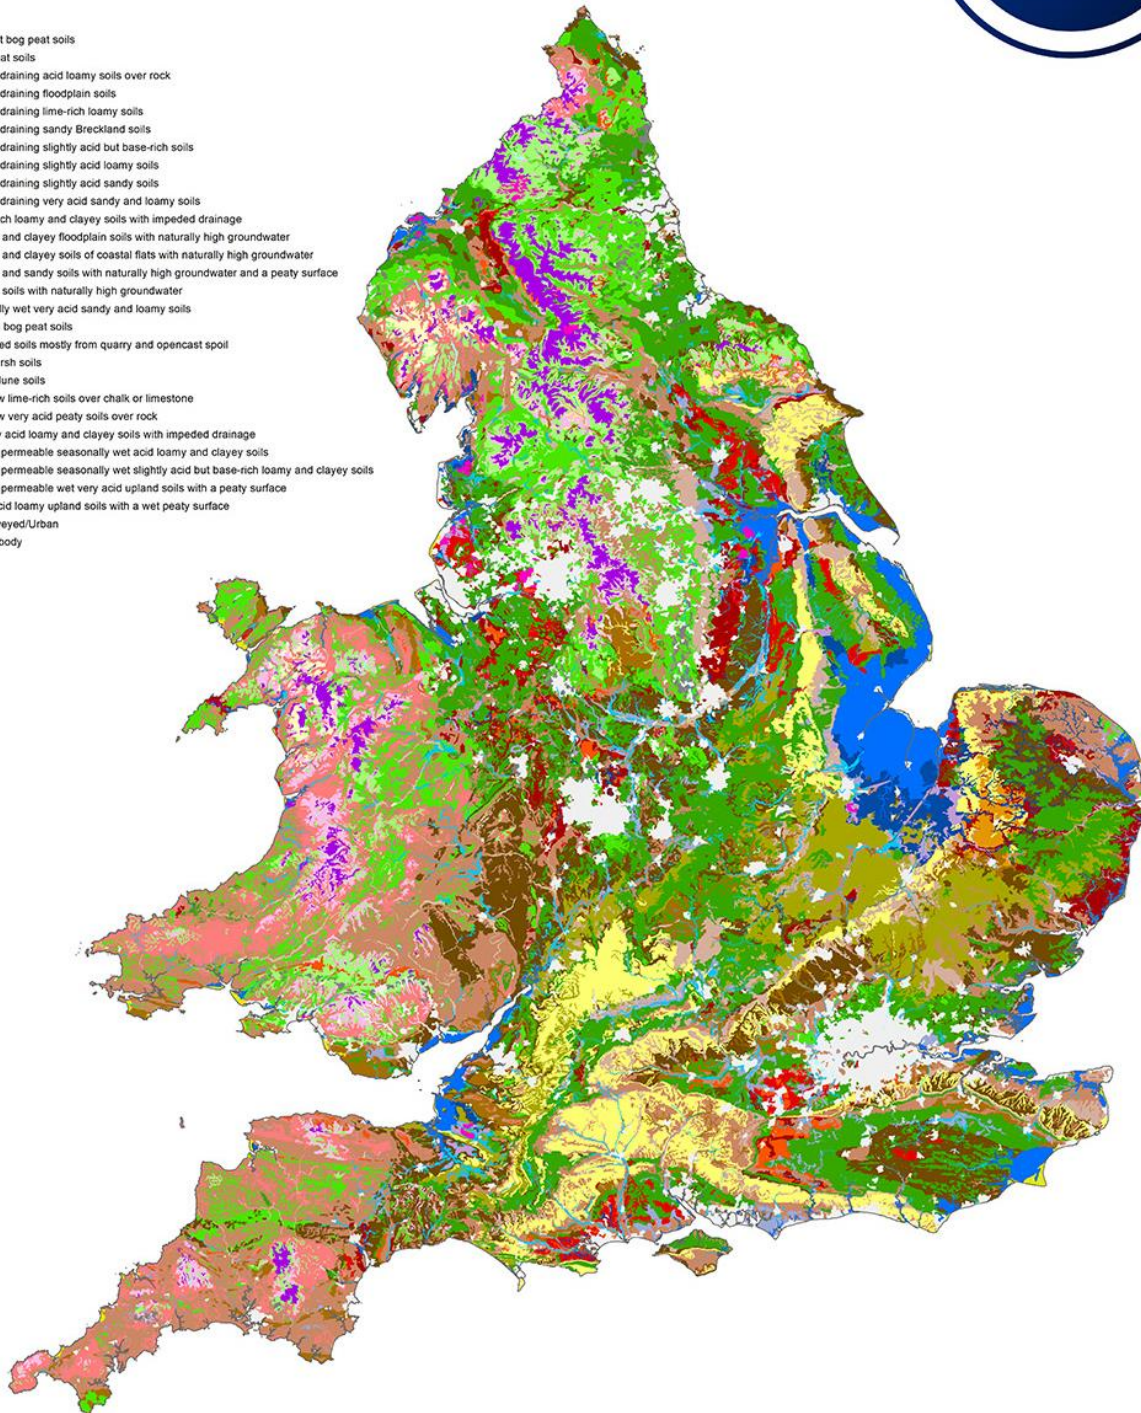 t bog peat soils
at soils
draining acid loamy soils over rock
draining floodplain soils
draining lime-rich loamy soils
draining sandy Breckland soils
draining slightly acid but base-rich soils
draining slightly acid loamy soils
draining slightly acid sandy soils
draining very acid sandy and loamy soils
ch loamy and clayey soils with impeded drainage
and clayey floodplain soils with naturally high groundwater
and clayey soils of coastal flats with naturally high groundwater
and sandy soils with naturally high groundwater and a peaty surface
soils with naturally high groundwater
lly wet very acid sandy and loamy soils
bog peat soils
ed soils mostly from quarry and opencast spoil
rsh soils
lune soils
w lime-rich soils over chalk or limestone
w very acid peaty soils over rock
y acid loamy and clayey soils with impeded drainage
permeable seasonally wet acid loamy and clayey soils
permeable seasonally wet slightly acid but base-rich loamy and clayey soils
permeable wet very acid upland soils with a peaty surface
cid loamy upland soils with a wet peaty surface
veyed/Urban
body